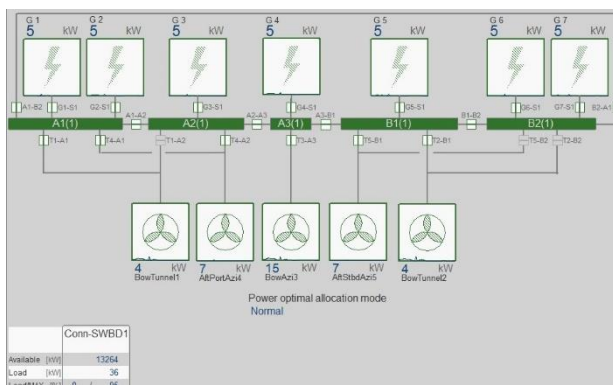 G 1 G 2 G 3 G 4 G 5 G 6 G 7
5 kW 5 kW 5 kW 5 kW 5 kW 5 kW 5 kW
A1-B2 G1-S1 G2-S1 G3-S1 G4-S1 G5-S1 G6-S1 G7-S1 B2-A1
A1(1) A1-A2 A2(1) A2-A3 A3(1) A3-B1 B1(1) B1-B2 B2(1)
T1-A1 T4-A1 T1-A2 T4-A2 T3-A3 T5-B1 T2-B1 T5-B2 T2-B2
4 kW 7 kW 15 kW 7 kW 4 kW
BowTunnel1 AftPortAzi4 BowAzi3 AftStbdAzi5 BowTunnel2
Power optimal allocation mode
Normal
Conn-SWBD1
Available [kW] 13264
Load [kW] 36